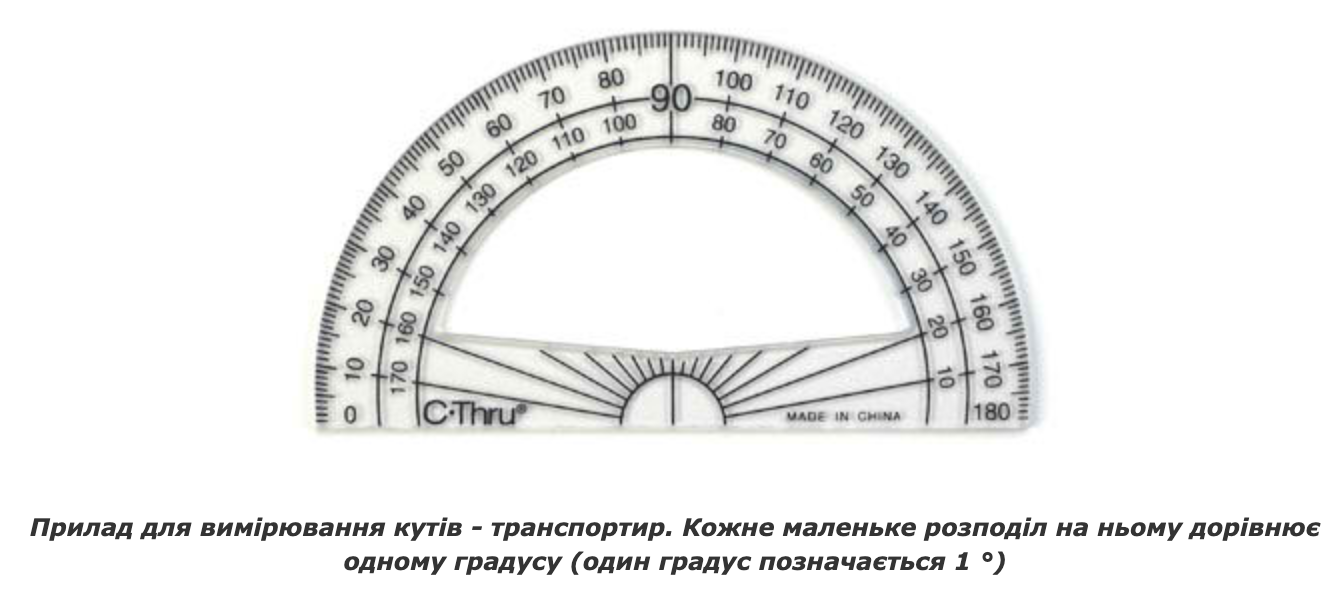 80 90 100
70 110
60 100 80 120
50 110 70 130
40 120 60 140
30 130 50 150
20 140 40 160
10 150 30 170
0 160 20 180
170 10
C·Thru®
MADE IN CHINA
Прилад для вимірювання кутів - транспортир. Кожне маленьке розподіл на ньому дорівнює
одному градусу (один градус позначається 1 °)